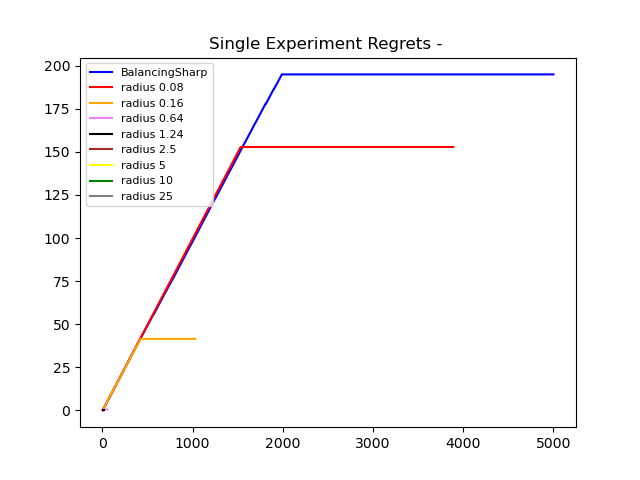 Single Experiment Regrets -
200
175
150
125
100
75
50
25
0
BalancingSharp
radius 0.08
radius 0.16
radius 0.64
radius 1.24
radius 2.5
radius 5
radius 10
radius 25
0 1000 2000 3000 4000 5000